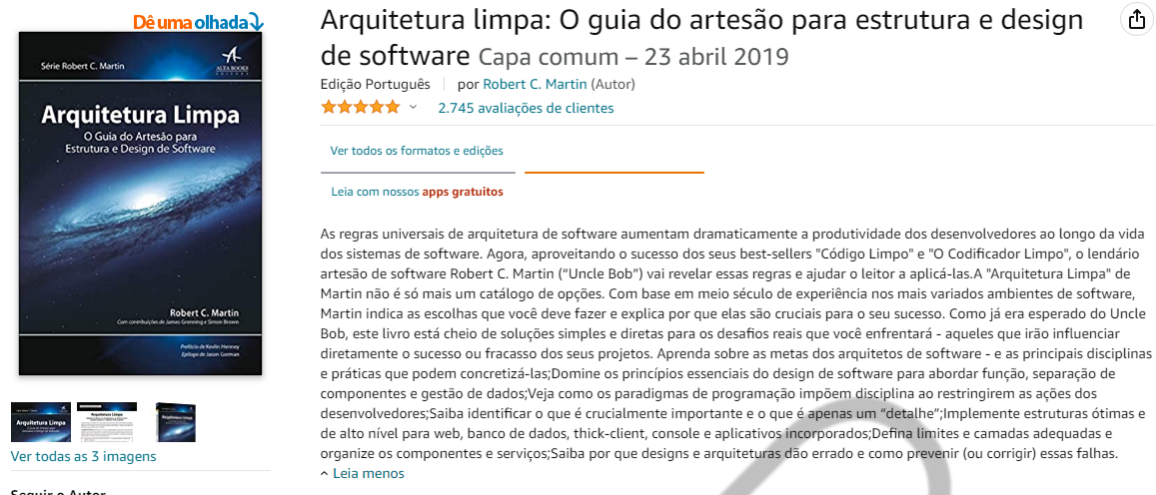 Dê uma olhada
Série Robert C. Martin
ALTA BOOKS
EDITORA
Arquitetura Limpa
O Guia do Artesão para
Estrutura e Design de Software
Robert C. Martin
Com contribuições de James Grenning e Simon Brown
Prefácio de Kevlin Henney
Epílogo de Jason Gorman
Arquitetura Limpa
Arquitetura Limpa
Ver todas as 3 imagens
Seguir o Autor
Arquitetura limpa: O guia do artesão para estrutura e design
de software Capa comum – 23 abril 2019
Edição Português por Robert C. Martin (Autor)
2.745 avaliações de clientes
Ver todos os formatos e edições
Leia com nossos apps gratuitos
As regras universais de arquitetura de software aumentam dramaticamente a produtividade dos desenvolvedores ao longo da vida
dos sistemas de software. Agora, aproveitando o sucesso dos seus best-sellers "Código Limpo" e "O Codificador Limpo", o lendário
artesão de software Robert C. Martin (“Uncle Bob”) vai revelar essas regras e ajudar o leitor a aplicá-las.A "Arquitetura Limpa" de
Martin não é só mais um catálogo de opções. Com base em meio século de experiência nos mais variados ambientes de software,
Martin indica as escolhas que você deve fazer e explica por que elas são cruciais para o seu sucesso. Como já era esperado do Uncle
Bob, este livro está cheio de soluções simples e diretas para os desafios reais que você enfrentará - aqueles que irão influenciar
diretamente o sucesso ou fracasso dos seus projetos. Aprenda sobre as metas dos arquitetos de software - e as principais disciplinas
e práticas que podem concretizá-las;Domine os princípios essenciais do design de software para abordar função, separação de
componentes e gestão de dados;Veja como os paradigmas de programação impõem disciplina ao restringirem as ações dos
desenvolvedores;Saiba identificar o que é crucialmente importante e o que é apenas um “detalhe”;Implemente estruturas ótimas e
de alto nível para web, banco de dados, thick-client, console e aplicativos incorporados;Defina limites e camadas adequadas e
organize os componentes e serviços;Saiba por que designs e arquiteturas dão errado e como prevenir (ou corrigir) essas falhas.
Leia menos